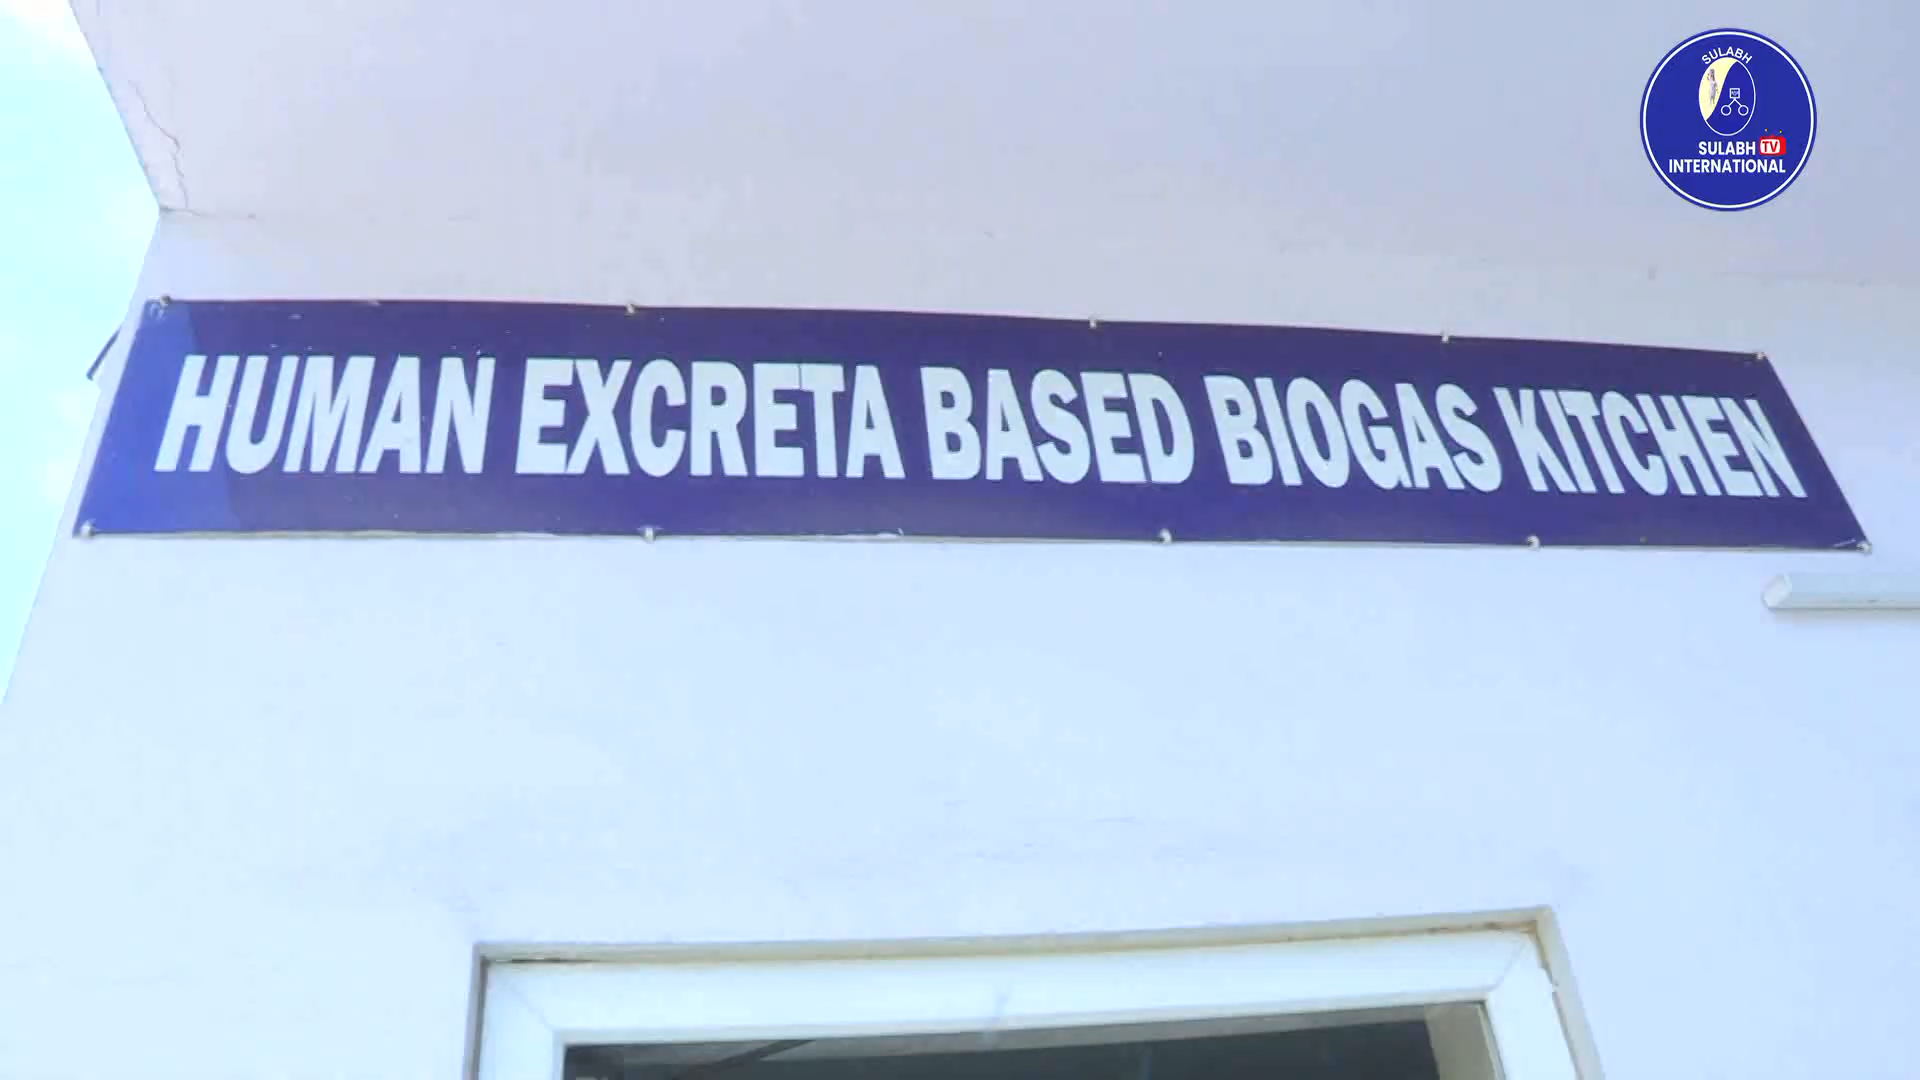 SULABH
SULABH TV
INTERNATIONAL
HUMAN EXCRETA BASED BIOGAS KITCHEN